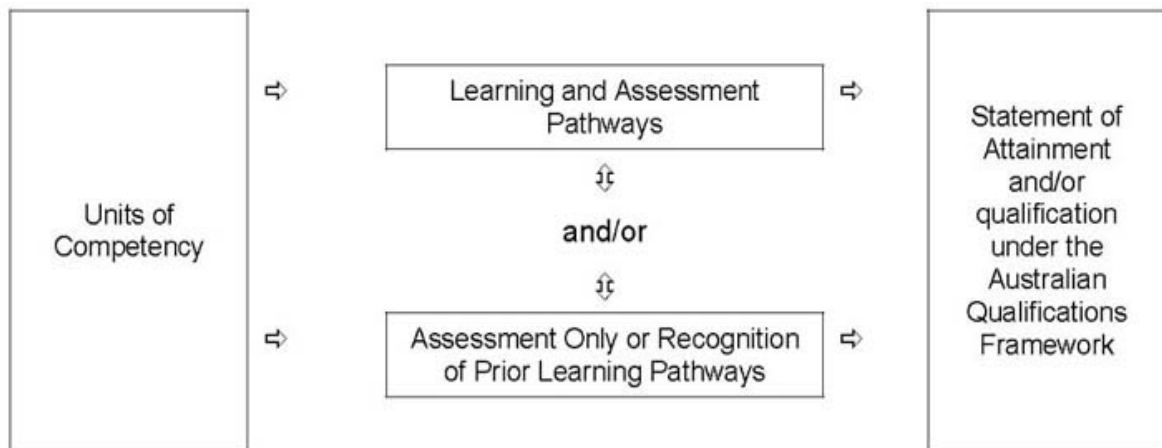 Units of
Competency
Learning and Assessment
Pathways
and/or
Assessment Only or Recognition
of Prior Learning Pathways
Statement of
Attainment
and/or
qualification
under the
Australian
Qualifications
Framework